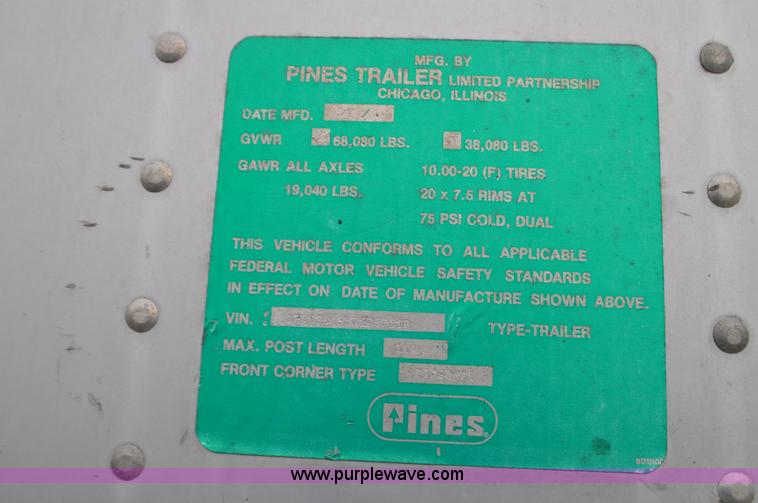 MFG. BY
PINES TRAILER LIMITED PARTNERSHIP
CHICAGO, ILLINOIS
DATE MFD.
GVWR 68,080 LBS. 38,080 LBS.
GAWR ALL AXLES 10.00-20 (F) TIRES
19,040 LBS. 20 x 7.5 RIMS AT
75 PSI COLD, DUAL
THIS VEHICLE CONFORMS TO ALL APPLICABLE
FEDERAL MOTOR VEHICLE SAFETY STANDARDS
IN EFFECT ON DATE OF MANUFACTURE SHOWN ABOVE.
VIN. TYPE-TRAILER
MAX. POST LENGTH
FRONT CORNER TYPE
Pines
www.purplewave.com